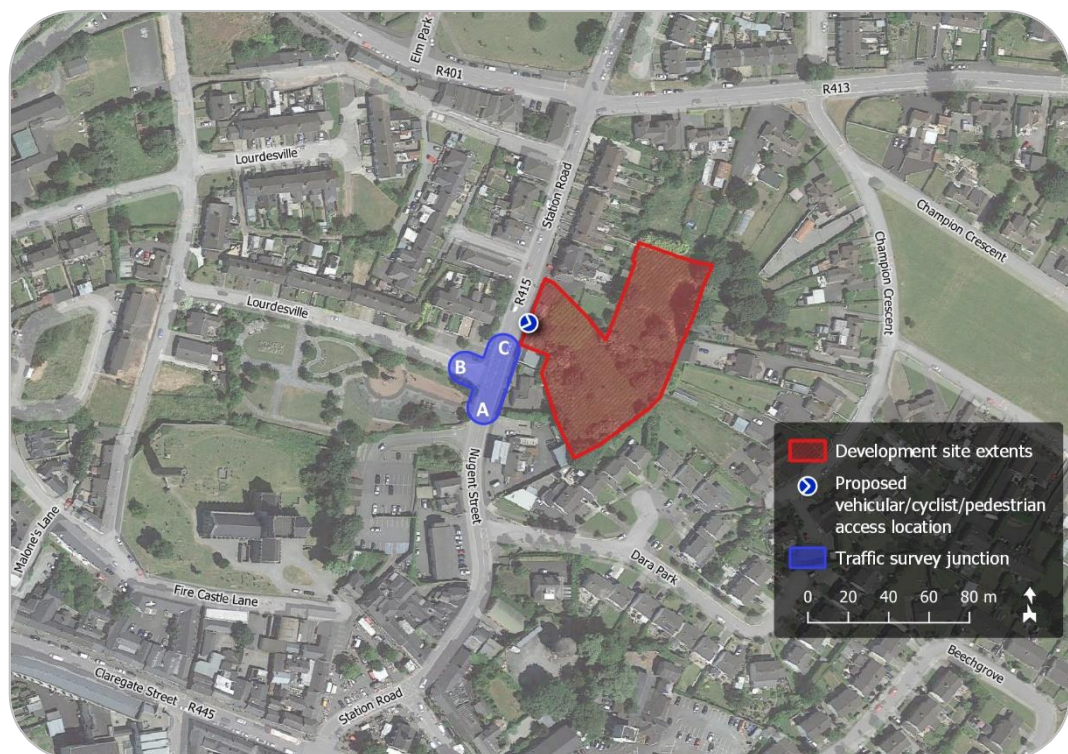 Elm Park
R401
R413
Lourdesville
Station Road
Champion Crescent
Champion Crescent
R415
Lourdesville
C
B
A
Nugent Street
Malone's Lane
Fire Castle Lane
Dara Park
Claregate Street
R445
Station Road
Beechgrove
Development site extents
Proposed
vehicular/cyclist/pedestrian
access location
Traffic survey junction
0 20 40 60 80 m